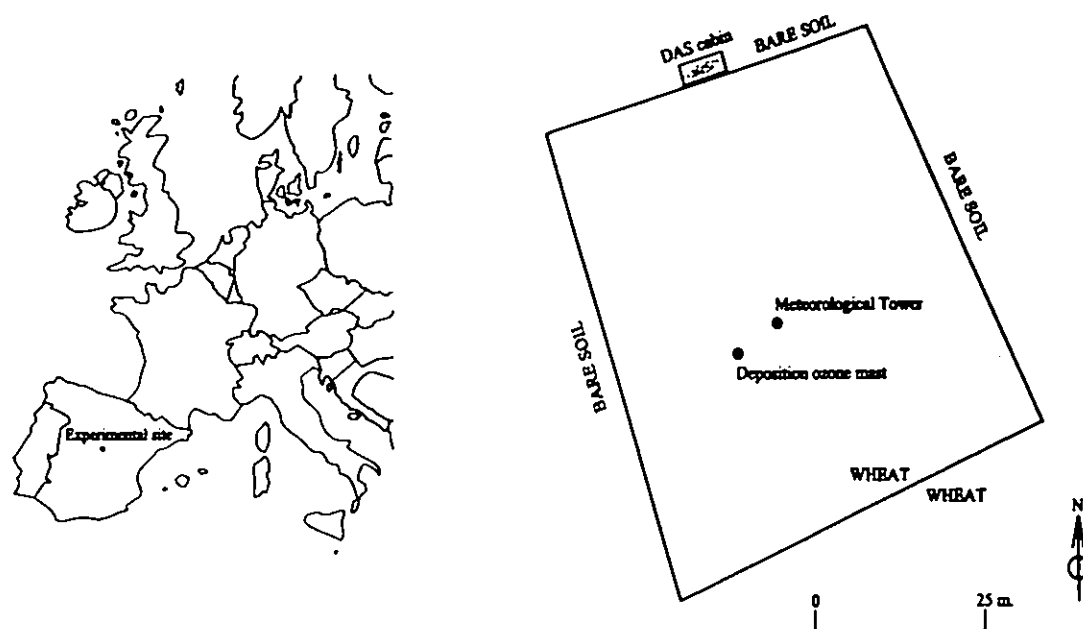 Experimental site
DAS cabin
BARE SOIL
BARE SOIL
BARE SOIL
Meteorological Tower
Deposition ozone mast
WHEAT
WHEAT
N
0 25 m.